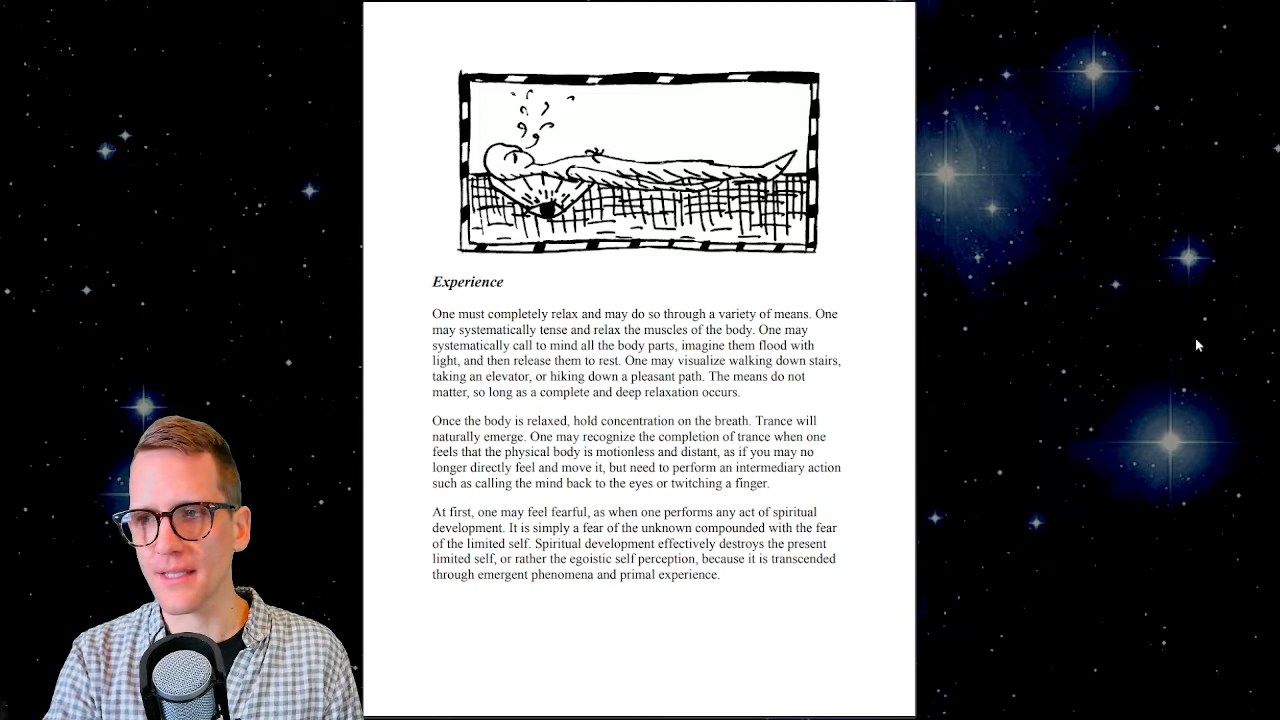 Experience
One must completely relax and may do so through a variety of means. One
may systematically tense and relax the muscles of the body. One may
systematically call to mind all the body parts, imagine them flood with
light, and then release them to rest. One may visualize walking down stairs,
taking an elevator, or hiking down a pleasant path. The means do not
matter, so long as a complete and deep relaxation occurs.
Once the body is relaxed, hold concentration on the breath. Trance will
naturally emerge. One may recognize the completion of trance when one
feels that the physical body is motionless and distant, as if you may no
longer directly feel and move it, but need to perform an intermediary action
such as calling the mind back to the eyes or twitching a finger.
At first, one may feel fearful, as when one performs any act of spiritual
development. It is simply a fear of the unknown compounded with the fear
of the limited self. Spiritual development effectively destroys the present
limited self, or rather the egoistic self perception, because it is transcended
through emergent phenomena and primal experience.